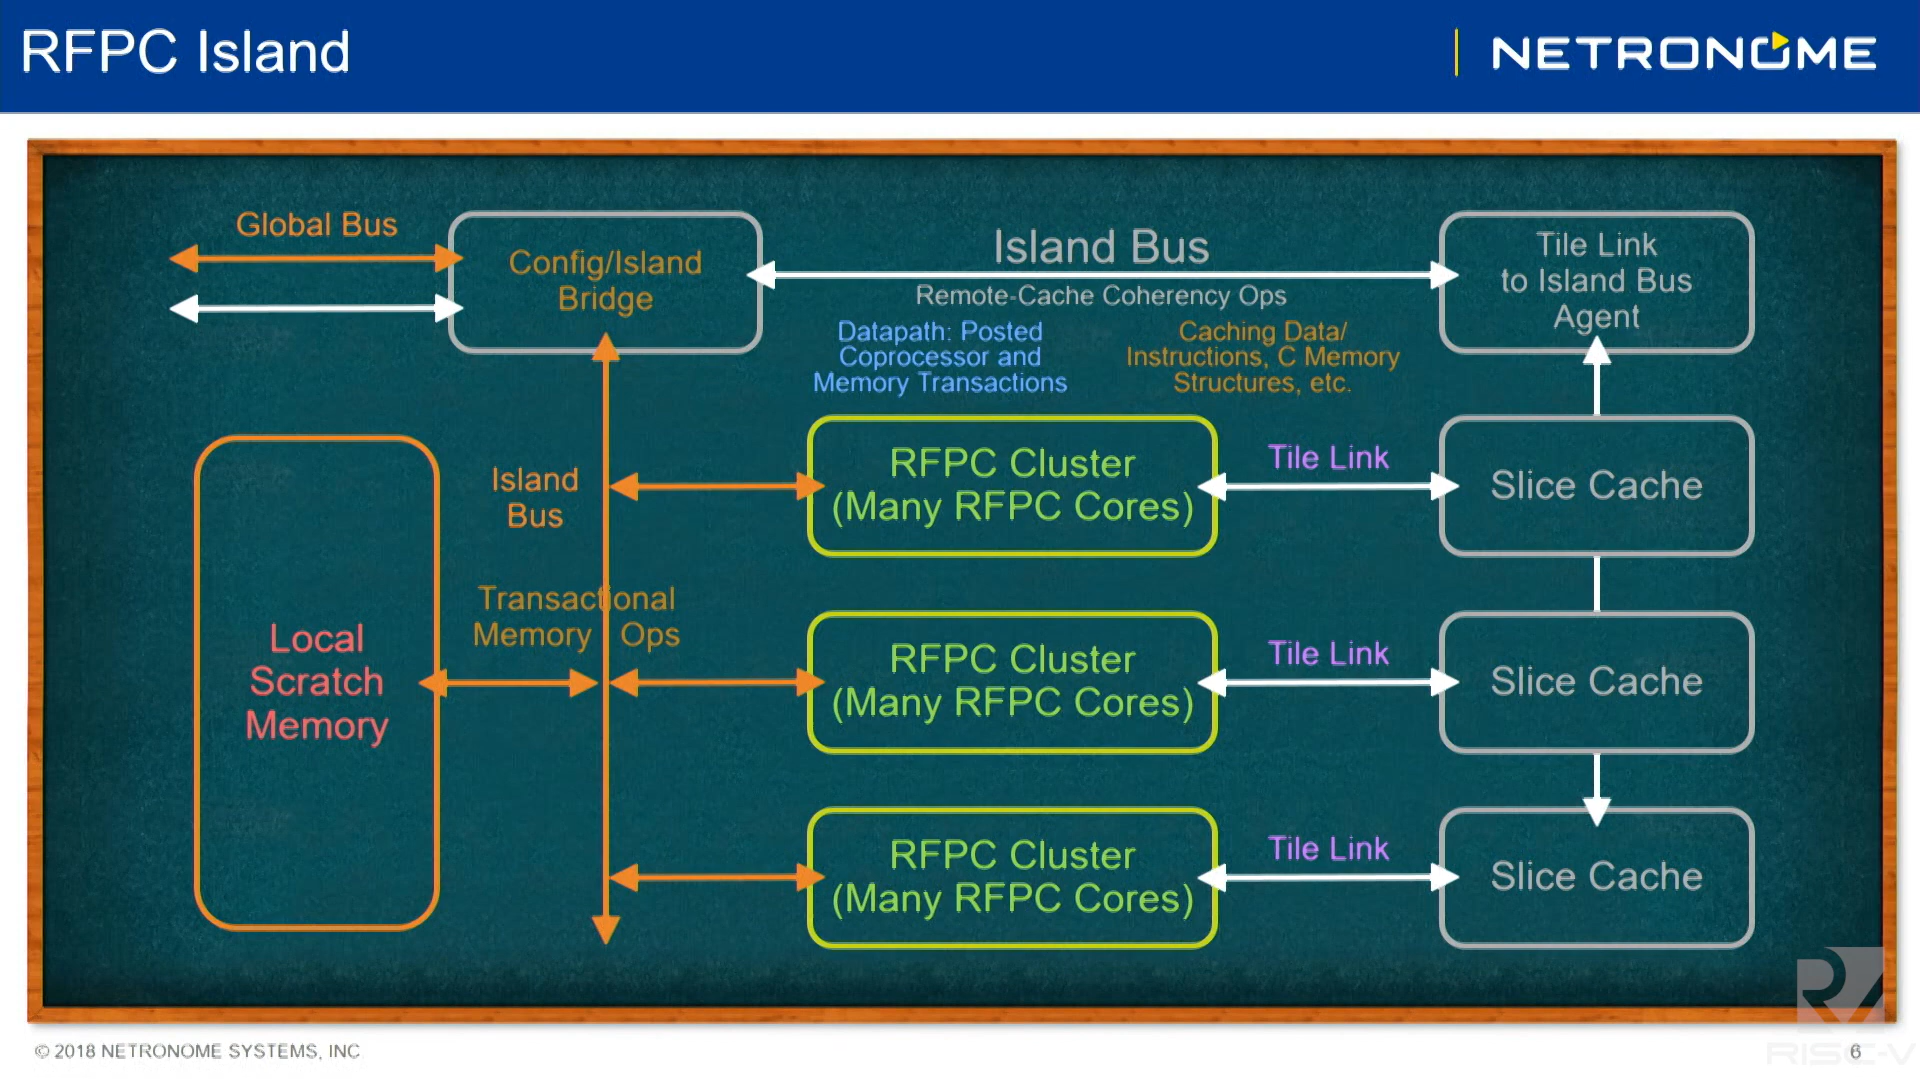 RFPC Island
NETRONOME
Global Bus
Config/Island
Bridge
Island Bus
Remote-Cache Coherency Ops
Tile Link
to Island Bus
Agent
Datapath: Posted
Coprocessor and
Memory Transactions
Caching Data/
Instructions, C Memory
Structures, etc.
Island
Bus
RFPC Cluster
(Many RFPC Cores)
Tile Link
Slice Cache
Transactional
Memory Ops
Local
Scratch
Memory
RFPC Cluster
(Many RFPC Cores)
Tile Link
Slice Cache
RFPC Cluster
(Many RFPC Cores)
Tile Link
Slice Cache
© 2018 NETRONOME SYSTEMS, INC
6
RISC-V